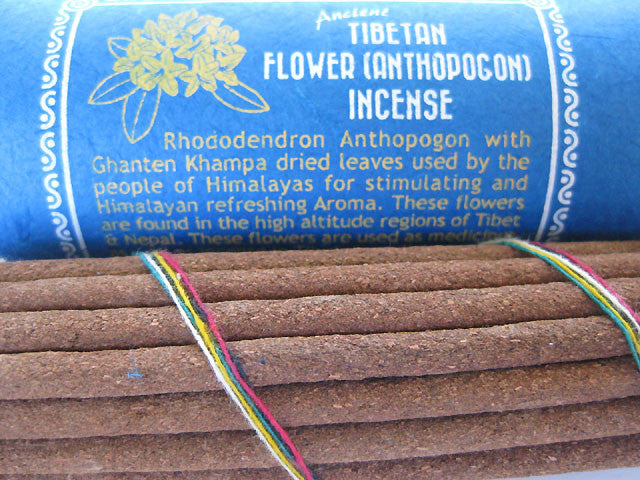 Ancient
TIBETAN
FLOWER (ANTHOPOGON)
INCENSE
Rhododendron Anthopogon with
Ghanten Khampa dried leaves used by the
people of Himalayas for stimulating and
Himalayan refreshing Aroma. These flowers
are found in the high altitude regions of Tibet
& Nepal. These flowers are used as